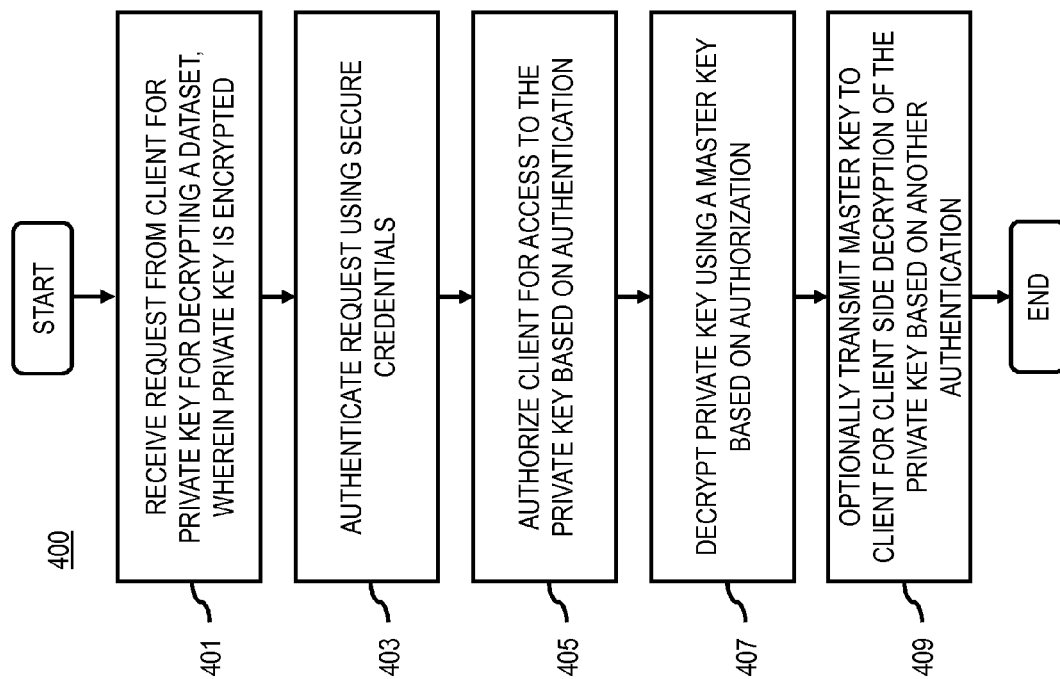 400
START
401
RECEIVE REQUEST FROM CLIENT FOR
PRIVATE KEY FOR DECRYPTING A DATASET,
WHEREIN PRIVATE KEY IS ENCRYPTED
403
AUTHENTICATE REQUEST USING SECURE
CREDENTIALS
405
AUTHORIZE CLIENT FOR ACCESS TO THE
PRIVATE KEY BASED ON AUTHENTICATION
407
DECRYPT PRIVATE KEY USING A MASTER KEY
BASED ON AUTHORIZATION
409
OPTIONALLY TRANSMIT MASTER KEY TO
CLIENT FOR CLIENT SIDE DECRYPTION OF THE
PRIVATE KEY BASED ON ANOTHER
AUTHENTICATION
END